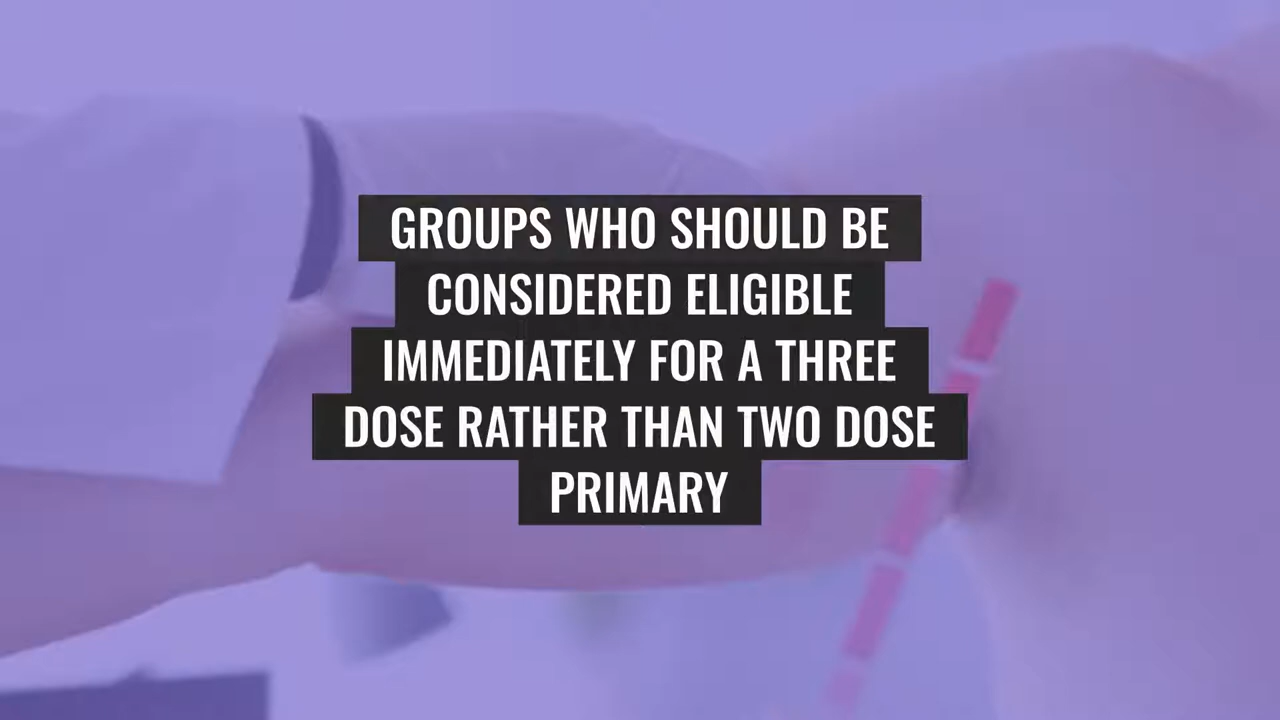 GROUPS WHO SHOULD BE
CONSIDERED ELIGIBLE
IMMEDIATELY FOR A THREE
DOSE RATHER THAN TWO DOSE
PRIMARY